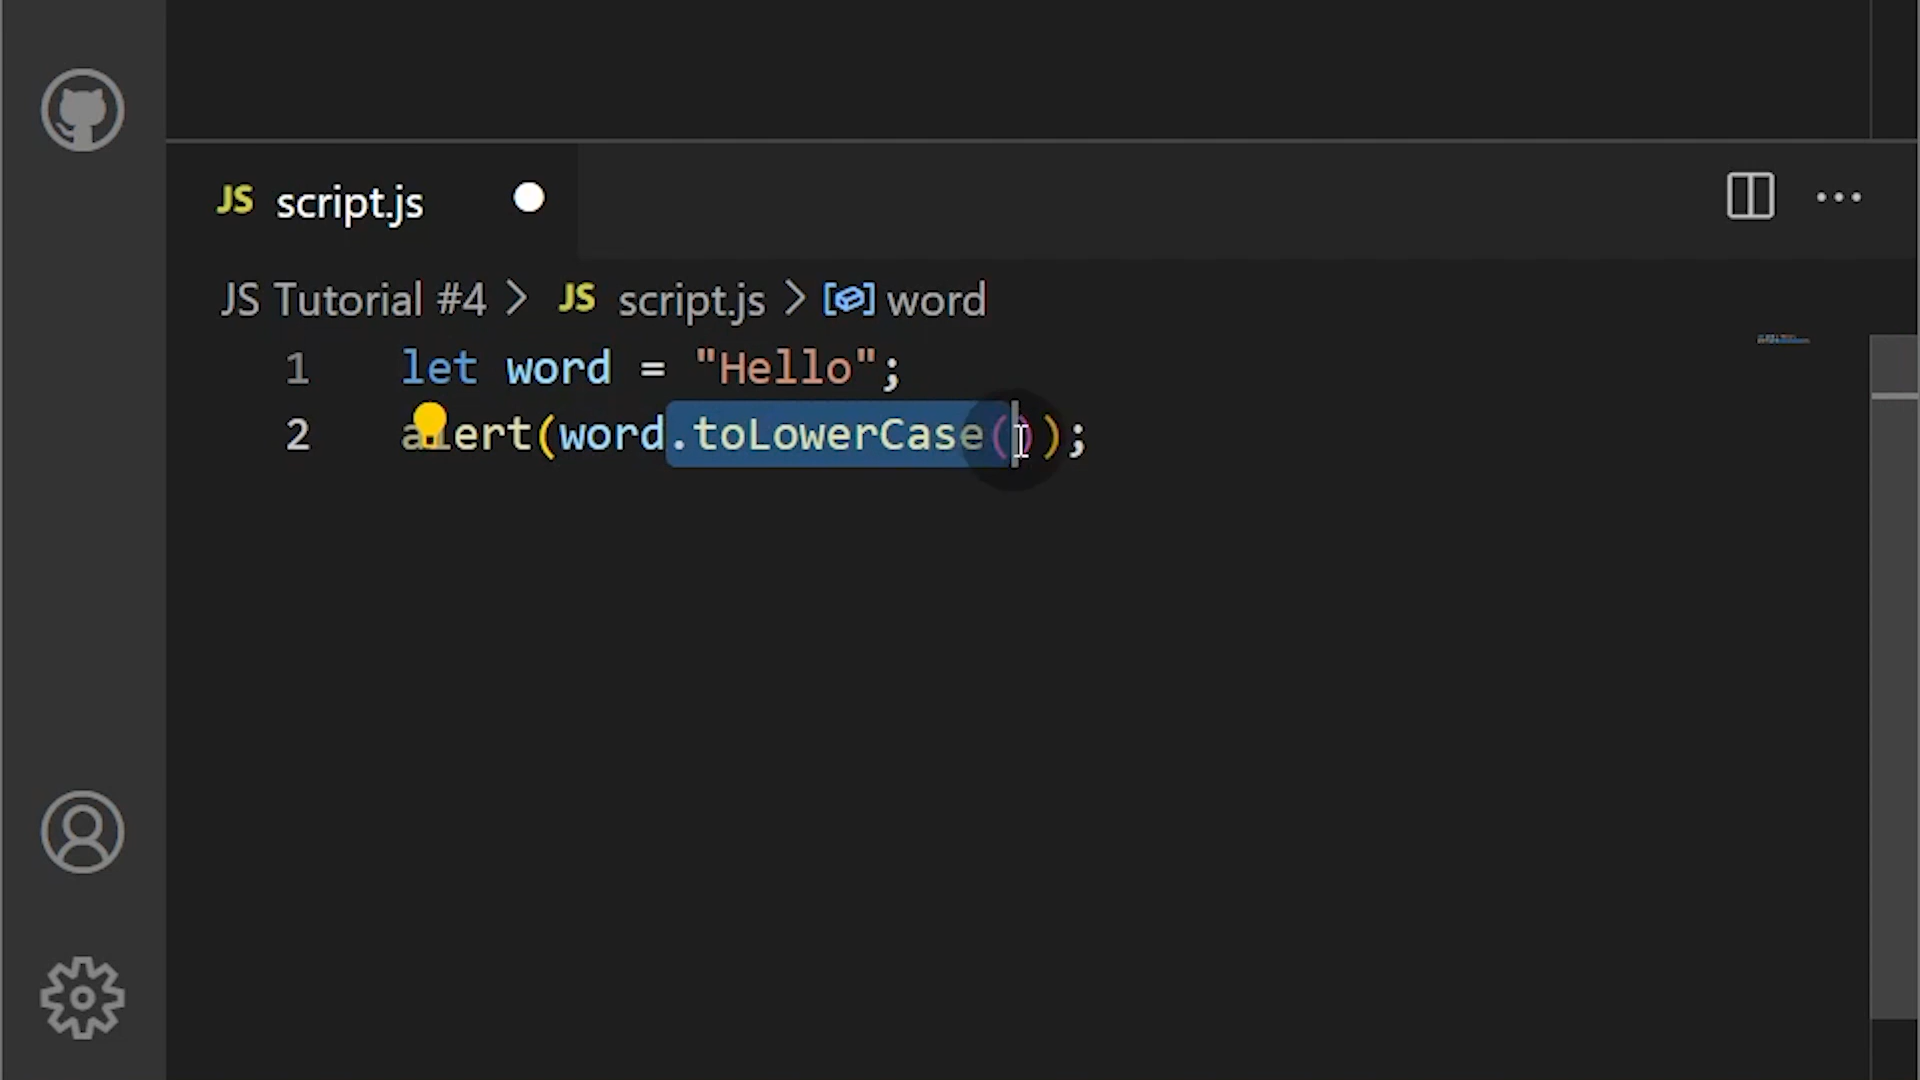 JS script.js
JS Tutorial #4 > JS script.js > word
1 let word = "Hello";
2 alert(word.toLowerCase());